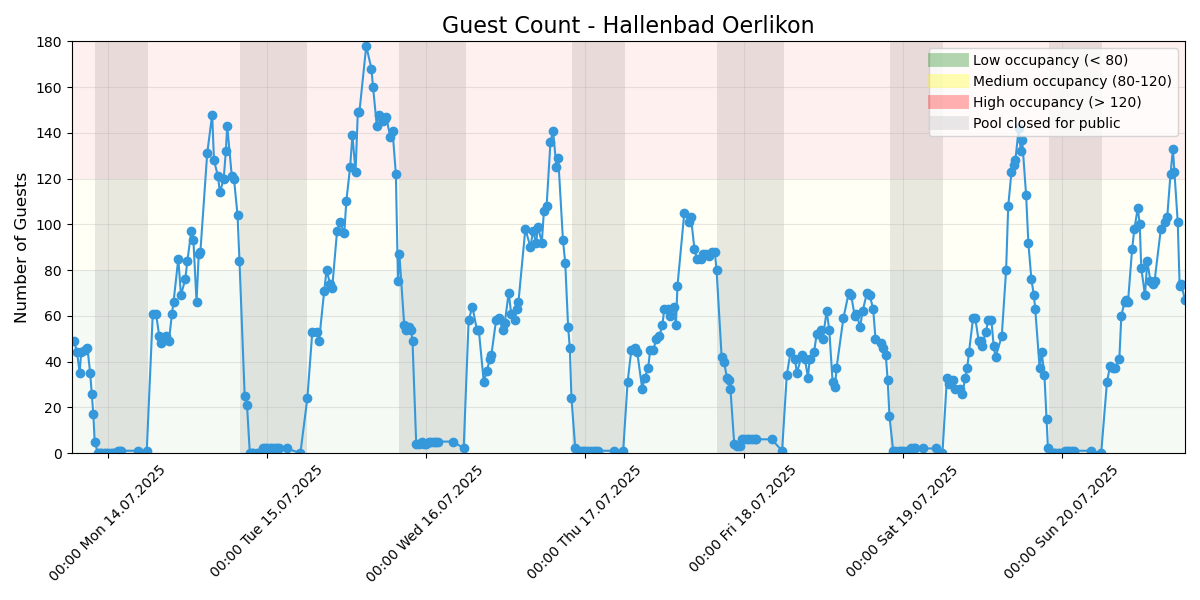 Guest Count - Hallenbad Oerlikon
Number of Guests
180
160
140
120
100
80
60
40
20
0
Low occupancy (< 80)
Medium occupancy (80-120)
High occupancy (> 120)
Pool closed for public
00:00 Mon 14.07.2025
00:00 Tue 15.07.2025
00:00 Wed 16.07.2025
00:00 Thu 17.07.2025
00:00 Fri 18.07.2025
00:00 Sat 19.07.2025
00:00 Sun 20.07.2025